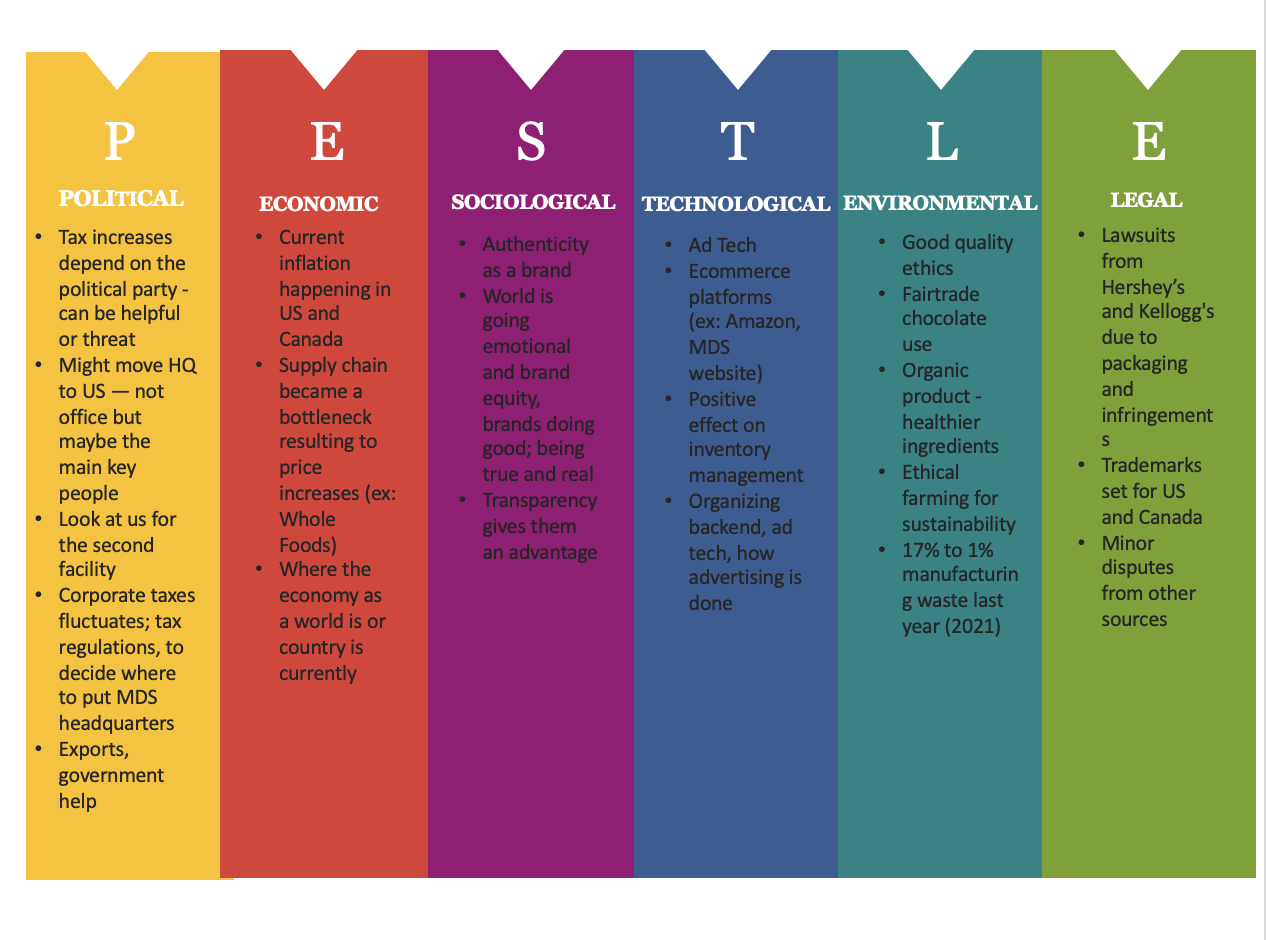 P
POLITICAL
• Tax increases
depend on the
political party -
can be helpful
or threat
• Might move HQ
to US — not
office but
maybe the
main key
people
• Look at us for
the second
facility
• Corporate taxes
fluctuates; tax
regulations, to
decide where
to put MDS
headquarters
• Exports,
government
help
E
ECONOMIC
• Current
inflation
happening in
US and
Canada
• Supply chain
became a
bottleneck
resulting to
price
increases (ex:
Whole
Foods)
• Where the
economy as
a world is or
country is
currently
S
SOCIOLOGICAL
• Authenticity
as a brand
• World is
going
emotional
and brand
equity,
brands doing
good; being
true and real
• Transparency
gives them
an advantage
T
TECHNOLOGICAL
• Ad Tech
• Ecommerce
platforms
(ex: Amazon,
MDS
website)
• Positive
effect on
inventory
management
• Organizing
backend, ad
tech, how
advertising is
done
L
ENVIRONMENTAL
• Good quality
ethics
• Fairtrade
chocolate
use
• Organic
product -
healthier
ingredients
• Ethical
farming for
sustainability
• 17% to 1%
manufacturin
g waste last
year (2021)
E
LEGAL
• Lawsuits
from
Hershey’s
and Kellogg's
due to
packaging
and
infringement
s
• Trademarks
set for US
and Canada
• Minor
disputes
from other
sources